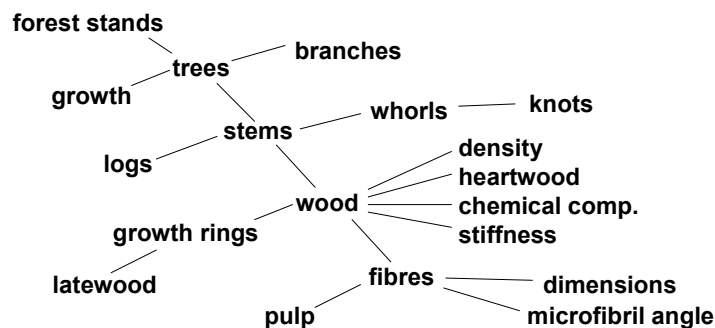 forest stands
branches
trees
growth
whorls
knots
stems
logs
density
heartwood
wood
chemical comp.
growth rings
stiffness
latewood
fibres
dimensions
pulp
microfibril angle